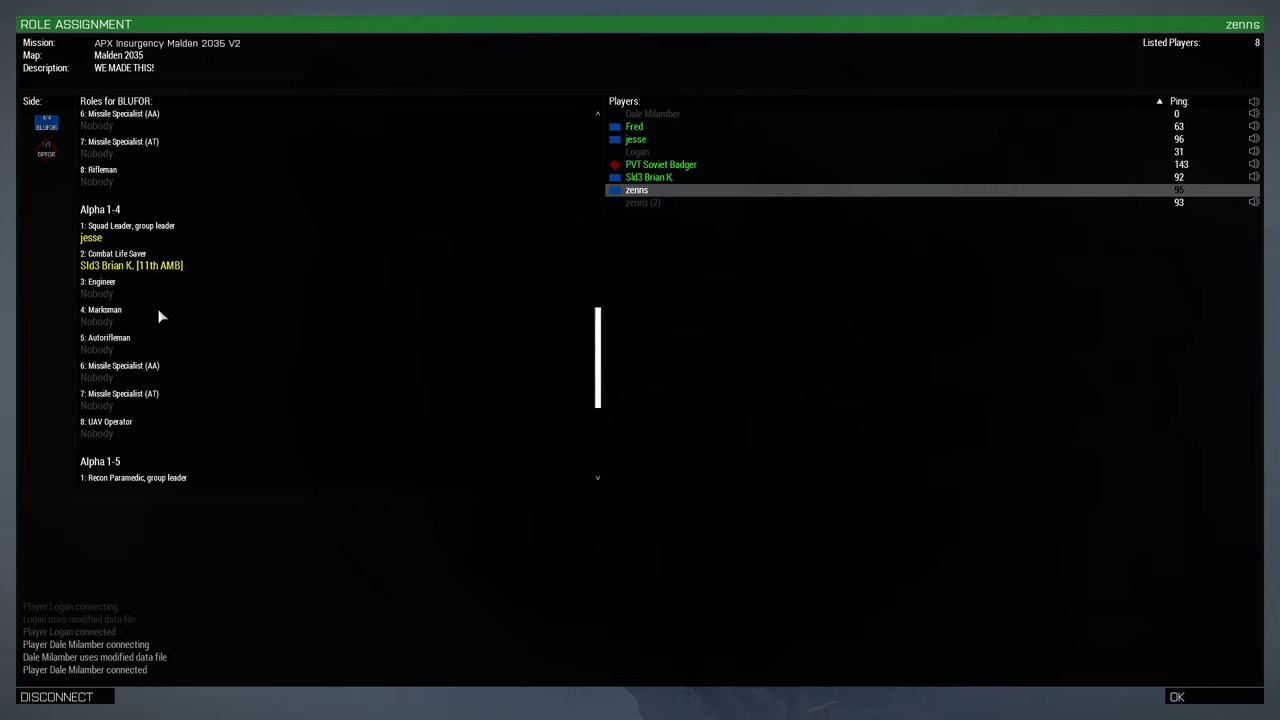 ROLE ASSIGNMENT zenns
Mission: APX Insurgency Malden 2035 V2 Listed Players: 8
Map: Malden 2035
Description: WE MADE THIS!
Side:
4/4
BLUFOR
1/1
OPFOR
Roles for BLUFOR:
6: Missile Specialist (AA)
Nobody
7: Missile Specialist (AT)
Nobody
8: Rifleman
Nobody
Alpha 1-4
1: Squad Leader, group leader
jesse
2: Combat Life Saver
Sld3 Brian K. [11th AMB]
3: Engineer
Nobody
4: Marksman
Nobody
5: Autorifleman
Nobody
6: Missile Specialist (AA)
Nobody
7: Missile Specialist (AT)
Nobody
8: UAV Operator
Nobody
Alpha 1-5
1: Recon Paramedic, group leader
Players: Ping:
Dale Milamber 0
Fred 63
jesse 96
Logan 31
PVT Soviet Badger 143
Sld3 Brian K. 92
zenns 95
zenns (2) 93
Player Logan connecting
Logan uses modified data file
Player Logan connected
Player Dale Milamber connecting
Dale Milamber uses modified data file
Player Dale Milamber connected
DISCONNECT OK